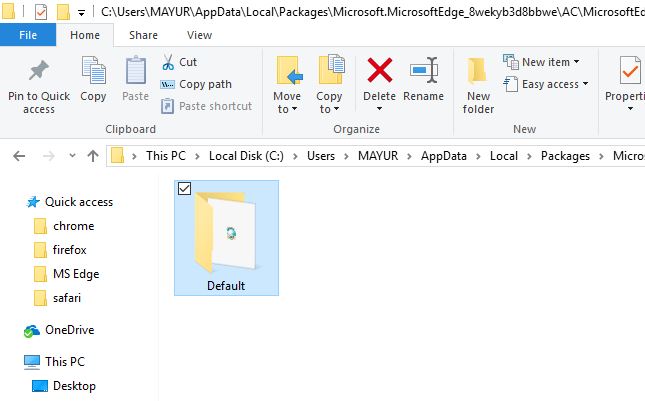 C:\Users\MAYUR\AppData\Local\Packages\Microsoft.MicrosoftEdge_8wekyb3d8bbwe\AC\MicrosoftEd
File Home Share View
Pin to Quick access
Copy
Paste
Cut
Copy path
Paste shortcut
Clipboard
Move to
Copy to
Delete
Rename
Organize
New folder
New item
Easy access
New
Properti
This PC > Local Disk (C:) > Users > MAYUR > AppData > Local > Packages > Micros
Quick access
chrome
firefox
MS Edge
safari
OneDrive
This PC
Desktop
Default